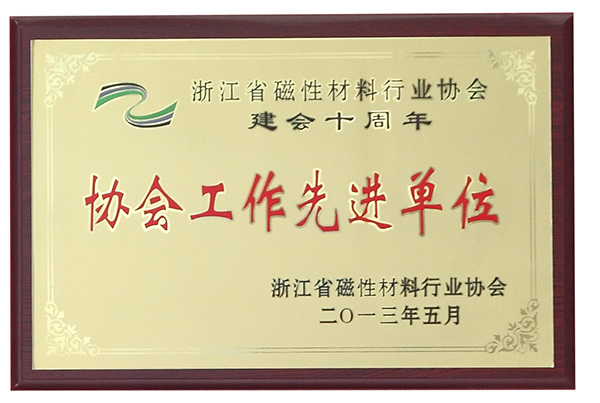 浙江省磁性材料行业协会
建会十周年
协会工作先进单位
浙江省磁性材料行业协会
二〇一三年五月